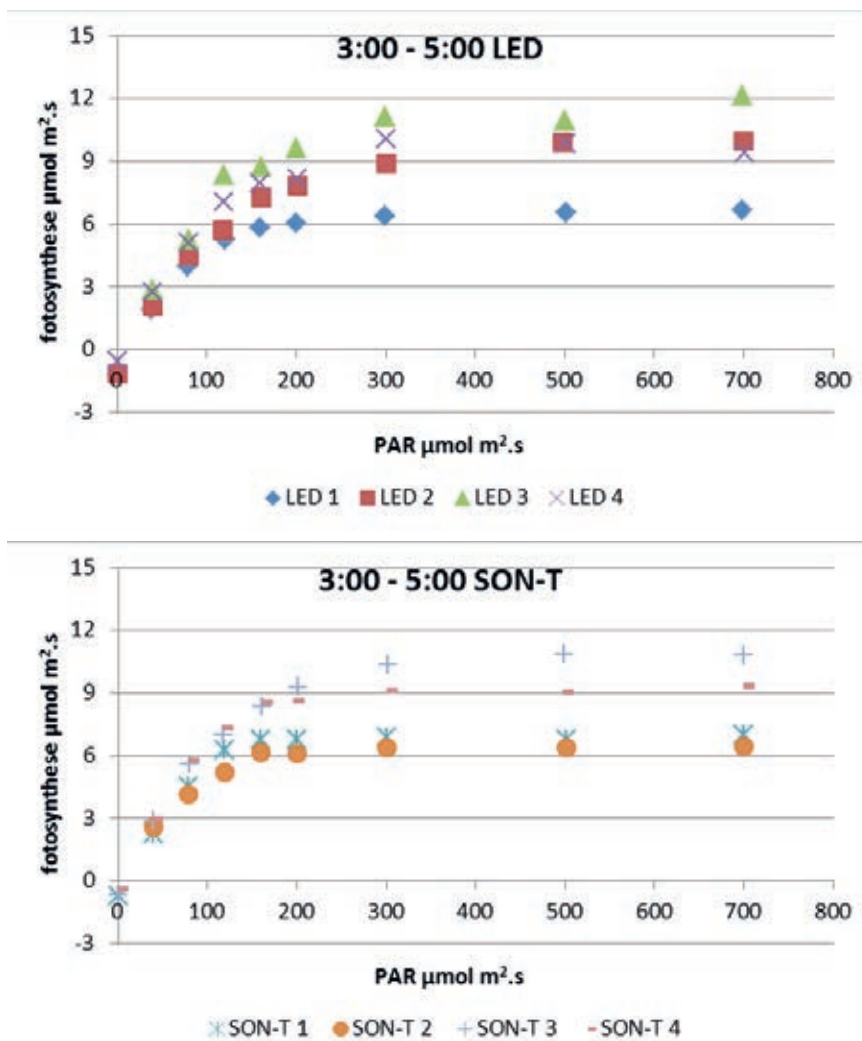 3:00 - 5:00 LED
15
12
9
6
3
0
-3
0 100 200 300 400 500 600 700 800
fotosynthese µmol m².s
PAR µmol m².s
LED 1 LED 2 LED 3 LED 4
3:00 - 5:00 SON-T
15
12
9
6
3
0
-3
0 100 200 300 400 500 600 700 800
fotosynthese µmol m².s
PAR µmol m².s
SON-T 1 SON-T 2 SON-T 3 SON-T 4